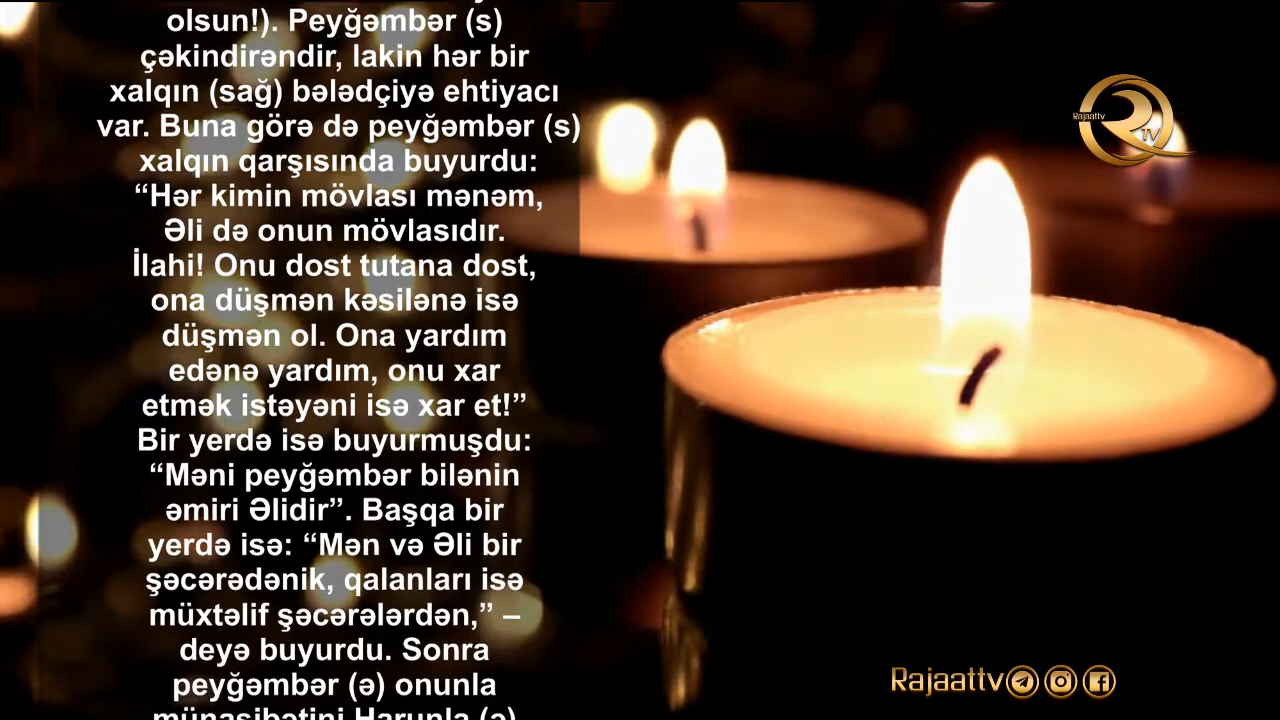 olsun!). Peyğəmbər (s)
çəkindirəndir, lakin hər bir
xalqın (sağ) bələdçiyə ehtiyacı
var. Buna görə də peyğəmbər (s)
xalqın qarşısında buyurdu:
“Hər kimin mövlası mənəm,
Əli də onun mövlasıdır.
İlahi! Onu dost tutana dost,
ona düşmən kəsilənə isə
düşmən ol. Ona yardım
edənə yardım, onu xar
etmək istəyəni isə xar et!”
Bir yerdə isə buyurmuşdu:
“Məni peyğəmbər bilənin
əmiri Əlidir”. Başqa bir
yerdə isə: “Mən və Əli bir
şəcərədənik, qalanları isə
müxtəlif şəcərələrdən,” –
deyə buyurdu. Sonra
peyğəmbər (ə) onunla
münasibətini Harunla (ə)
Rajaattv
TV
Rajaattv